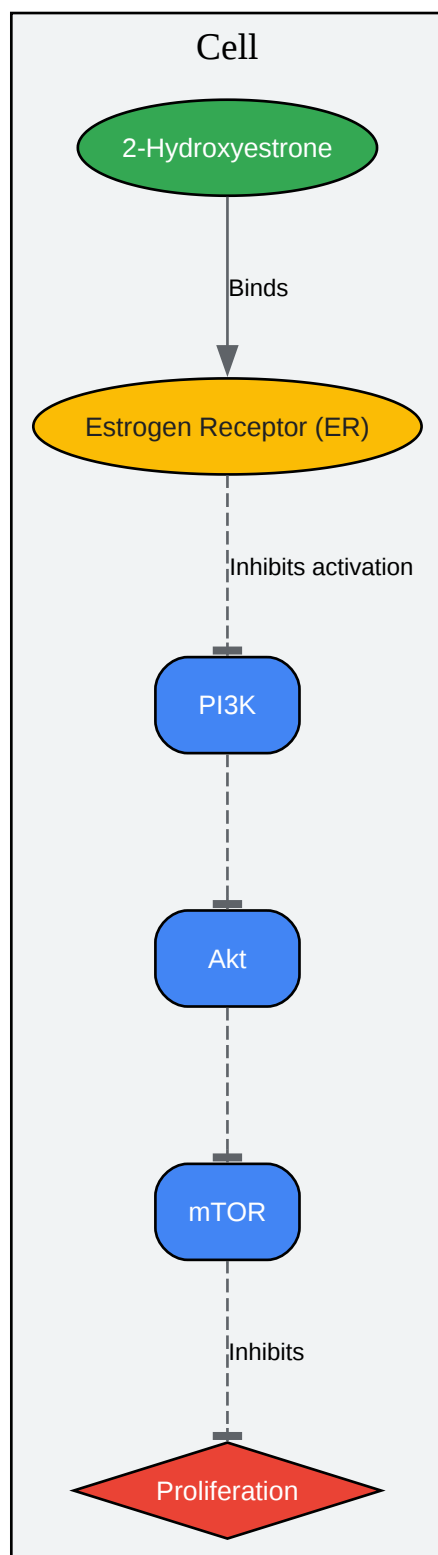 Cell
2-Hydroxyestrone
Binds
Estrogen Receptor (ER)
Inhibits activation
PI3K
Akt
mTOR
Inhibits
Proliferation